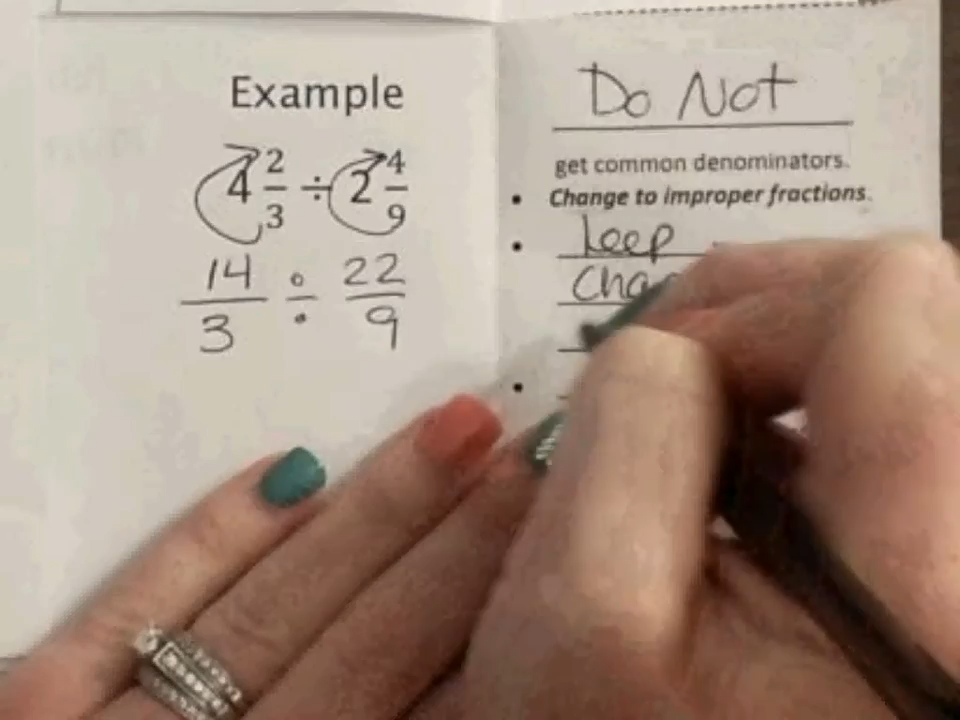 Example
4 2/3 ÷ 2 4/9
14/3 ÷ 22/9
Do Not
get common denominators.
• Change to improper fractions.
• keep
Cha
•